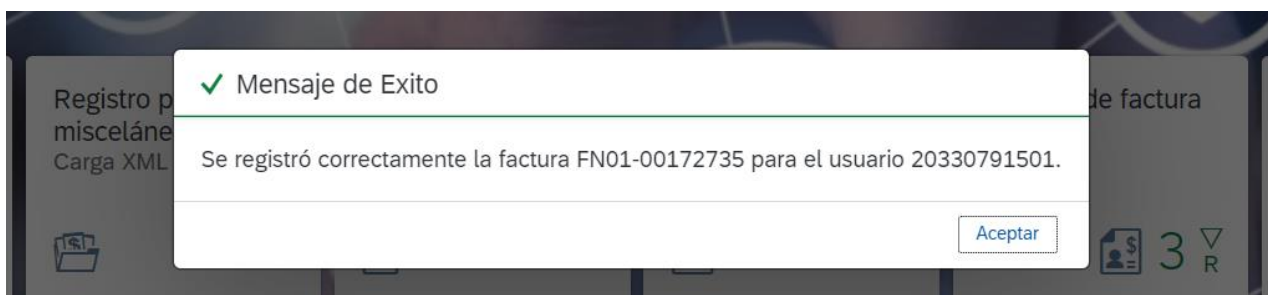 Mensaje de Exito
Se registró correctamente la factura FN01-00172735 para el usuario 20330791501.
Aceptar
Registro p
misceláne
Carga XML
de factura
3
R